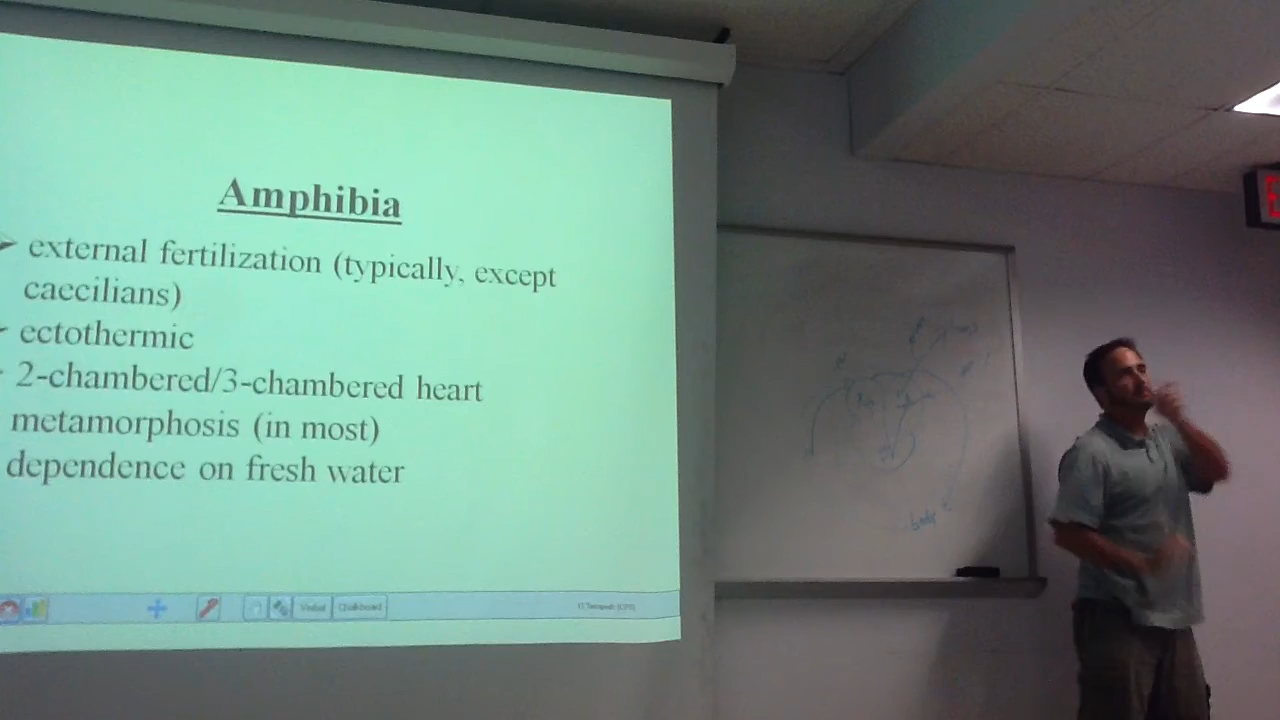 Amphibia
external fertilization (typically, except
caecilians)
ectothermic
2-chambered/3-chambered heart
metamorphosis (in most)
dependence on fresh water
body